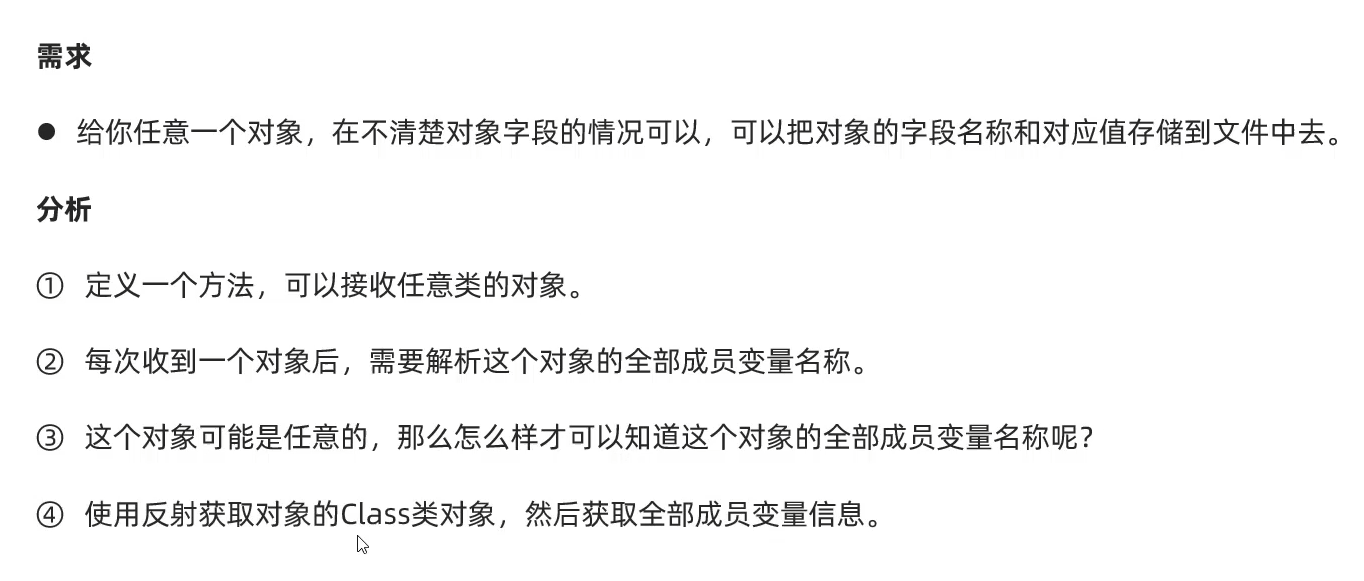 需求
● 给你任意一个对象，在不清楚对象字段的情况可以，可以把对象的字段名称和对应值存储到文件中去。
分析
① 定义一个方法，可以接收任意类的对象。
② 每次收到一个对象后，需要解析这个对象的全部成员变量名称。
③ 这个对象可能是任意的，那么怎么样才可以知道这个对象的全部成员变量名称呢？
④ 使用反射获取对象的Class类对象，然后获取全部成员变量信息。